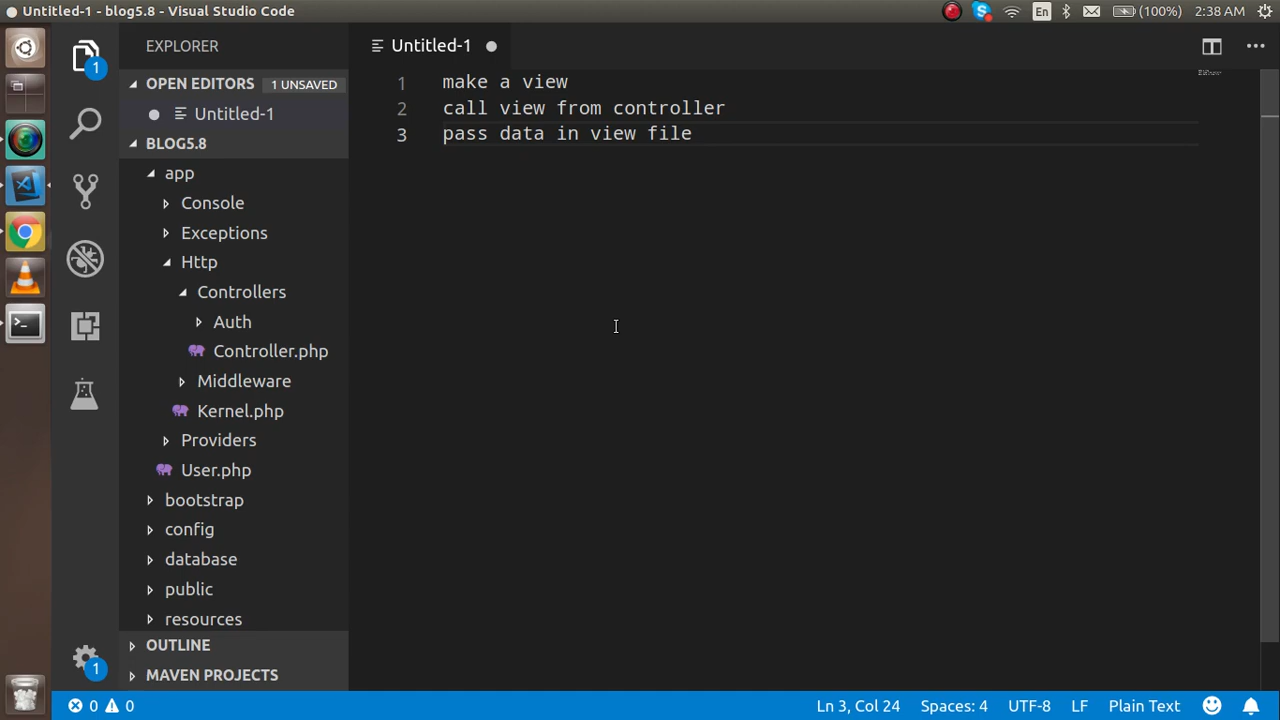 Untitled-1 - blog5.8 - Visual Studio Code
En
(100%)
2:38 AM
EXPLORER
OPEN EDITORS
1 UNSAVED
Untitled-1
BLOG5.8
app
Console
Exceptions
Http
Controllers
Auth
Controller.php
Middleware
Kernel.php
Providers
User.php
bootstrap
config
database
public
resources
OUTLINE
MAVEN PROJECTS
1
1
Untitled-1
1 make a view
2 call view from controller
3 pass data in view file
0 0
Ln 3, Col 24
Spaces: 4
UTF-8
LF
Plain Text